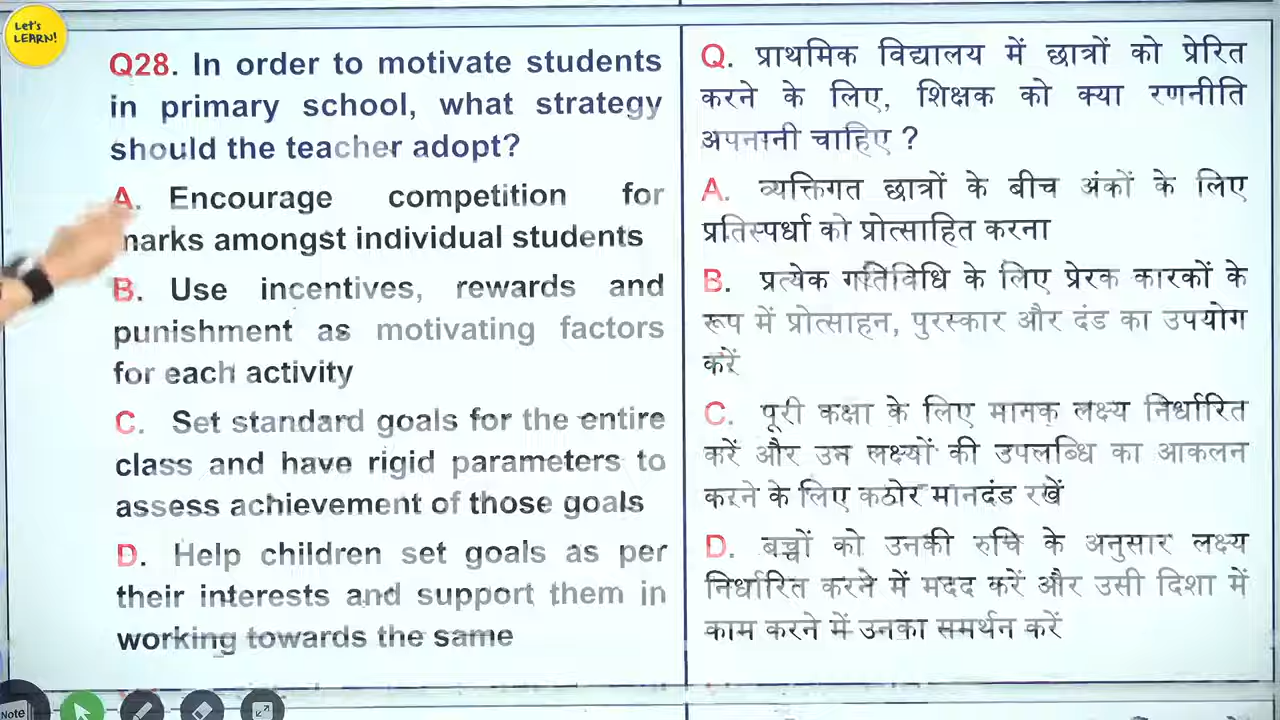 Let's
LEARN!
Q28. In order to motivate students
in primary school, what strategy
should the teacher adopt?
A. Encourage competition for
marks amongst individual students
B. Use incentives, rewards and
punishment as motivating factors
for each activity
C. Set standard goals for the entire
class and have rigid parameters to
assess achievement of those goals
D. Help children set goals as per
their interests and support them in
working towards the same
Q. प्राथमिक विद्यालय में छात्रों को प्रेरित
करने के लिए, शिक्षक को क्या रणनीति
अपनानी चाहिए ?
A. व्यक्तिगत छात्रों के बीच अंकों के लिए
प्रतिस्पर्धा को प्रोत्साहित करना
B. प्रत्येक गतिविधि के लिए प्रेरक कारकों के
रूप में प्रोत्साहन, पुरस्कार और दंड का उपयोग
करें
C. पूरी कक्षा के लिए मानक लक्ष्य निर्धारित
करें और उन लक्ष्यों की उपलब्धि का आकलन
करने के लिए कठोर मानदंड रखें
D. बच्चों को उनकी रुचि के अनुसार लक्ष्य
निर्धारित करने में मदद करें और उसी दिशा में
काम करने में उनका समर्थन करें
Note